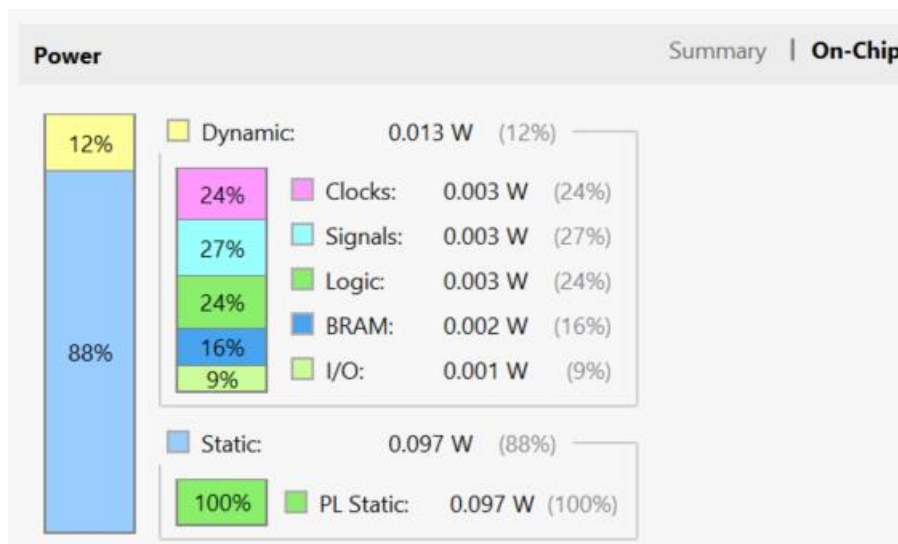 Power Summary | On-Chip
12% Dynamic: 0.013 W (12%)
24% Clocks: 0.003 W (24%)
27% Signals: 0.003 W (27%)
24% Logic: 0.003 W (24%)
16% BRAM: 0.002 W (16%)
9% I/O: 0.001 W (9%)
88%
Static: 0.097 W (88%)
100% PL Static: 0.097 W (100%)